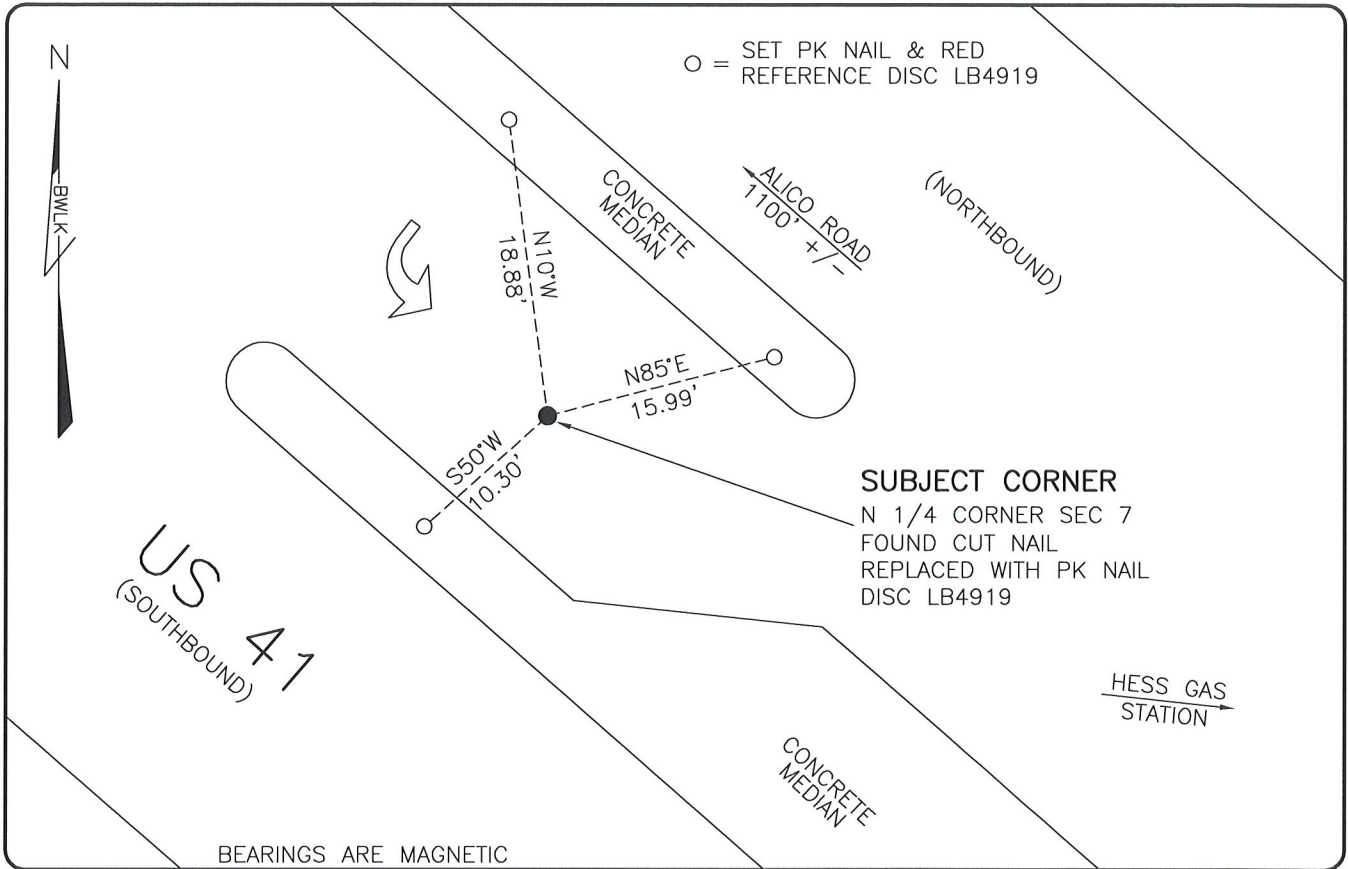 N
BWLK
O = SET PK NAIL & RED
REFERENCE DISC LB4919
CONCRETE
MEDIAN
ALICO ROAD
1100' +/-
(NORTHBOUND)
N10°W
18.88'
N85°E
15.99'
S50°W
10.30'
SUBJECT CORNER
N 1/4 CORNER SEC 7
FOUND CUT NAIL
REPLACED WITH PK NAIL
DISC LB4919
US 41
(SOUTHBOUND)
HESS GAS
STATION
CONCRETE
MEDIAN
BEARINGS ARE MAGNETIC